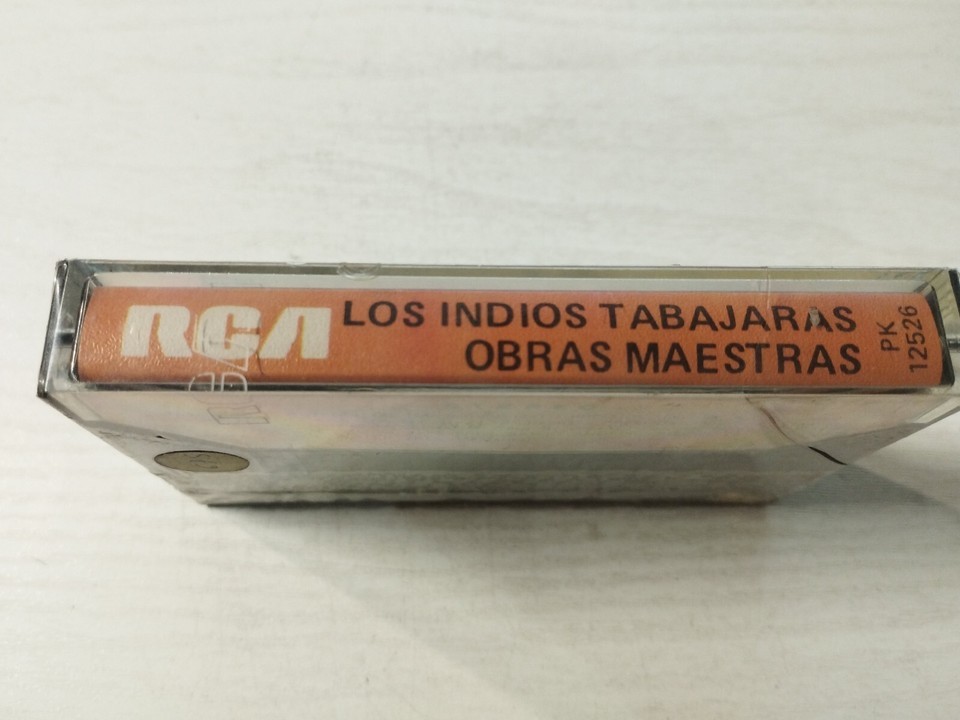 RCA
LOS INDIOS TABAJARAS
OBRAS MAESTRAS
PK
12526